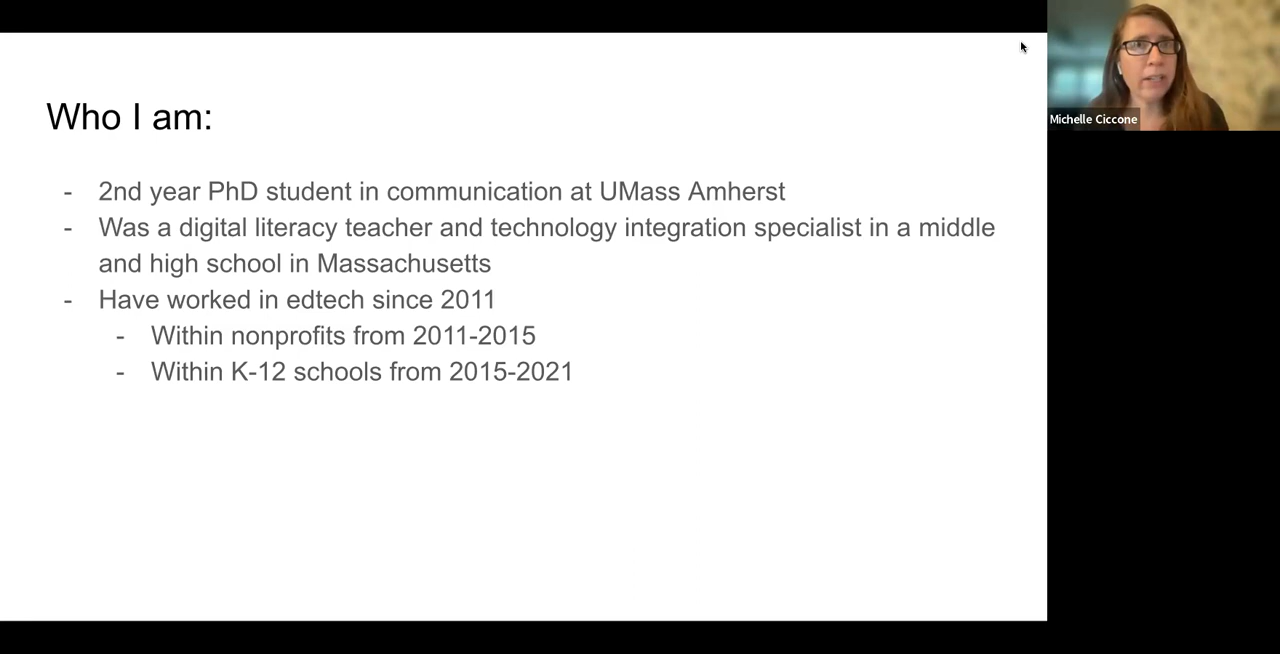 Who I am:
- 2nd year PhD student in communication at UMass Amherst
- Was a digital literacy teacher and technology integration specialist in a middle
and high school in Massachusetts
- Have worked in edtech since 2011
- Within nonprofits from 2011-2015
- Within K-12 schools from 2015-2021
Michelle Ciccone